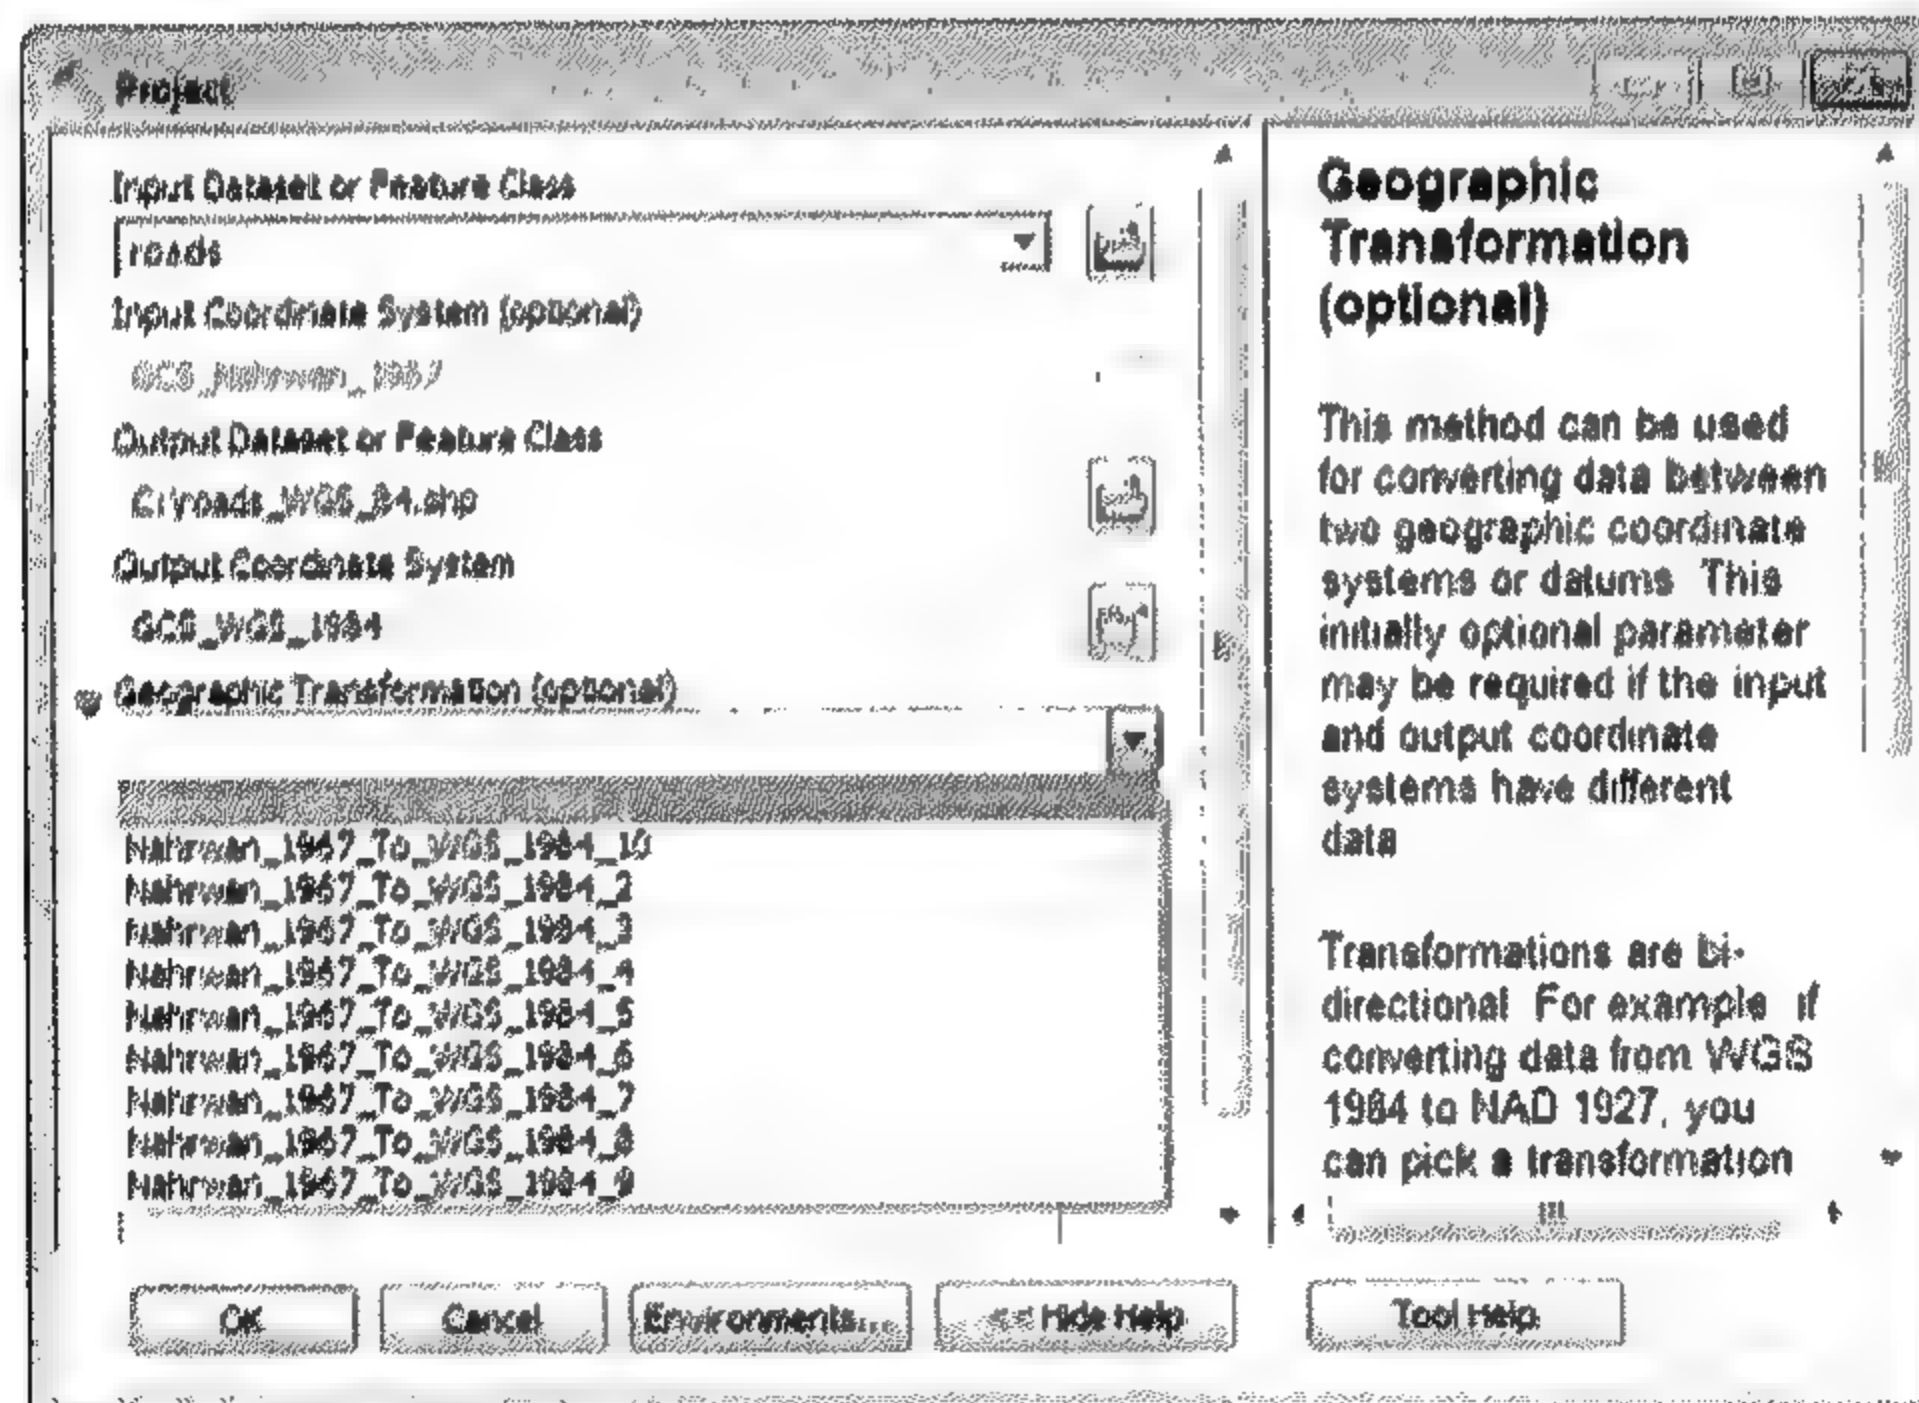 Project
Input Dataset or Feature Class
roads
Input Coordinate System (optional)
GCS_Nahrwan_1967
Output Dataset or Feature Class
C:\roads_WGS_84.shp
Output Coordinate System
GCS_WGS_1984
Geographic Transformation (optional)
Nahrwan_1967_To_WGS_1984_10
Nahrwan_1967_To_WGS_1984_2
Nahrwan_1967_To_WGS_1984_3
Nahrwan_1967_To_WGS_1984_4
Nahrwan_1967_To_WGS_1984_5
Nahrwan_1967_To_WGS_1984_6
Nahrwan_1967_To_WGS_1984_7
Nahrwan_1967_To_WGS_1984_8
Nahrwan_1967_To_WGS_1984_9
OK
Cancel
Environments...
<< Hide Help
Geographic
Transformation
(optional)
This method can be used
for converting data between
two geographic coordinate
systems or datums. This
initially optional parameter
may be required if the input
and output coordinate
systems have different
data
Transformations are bi-
directional. For example, if
converting data from WGS
1984 to NAD 1927, you
can pick a transformation
Tool Help